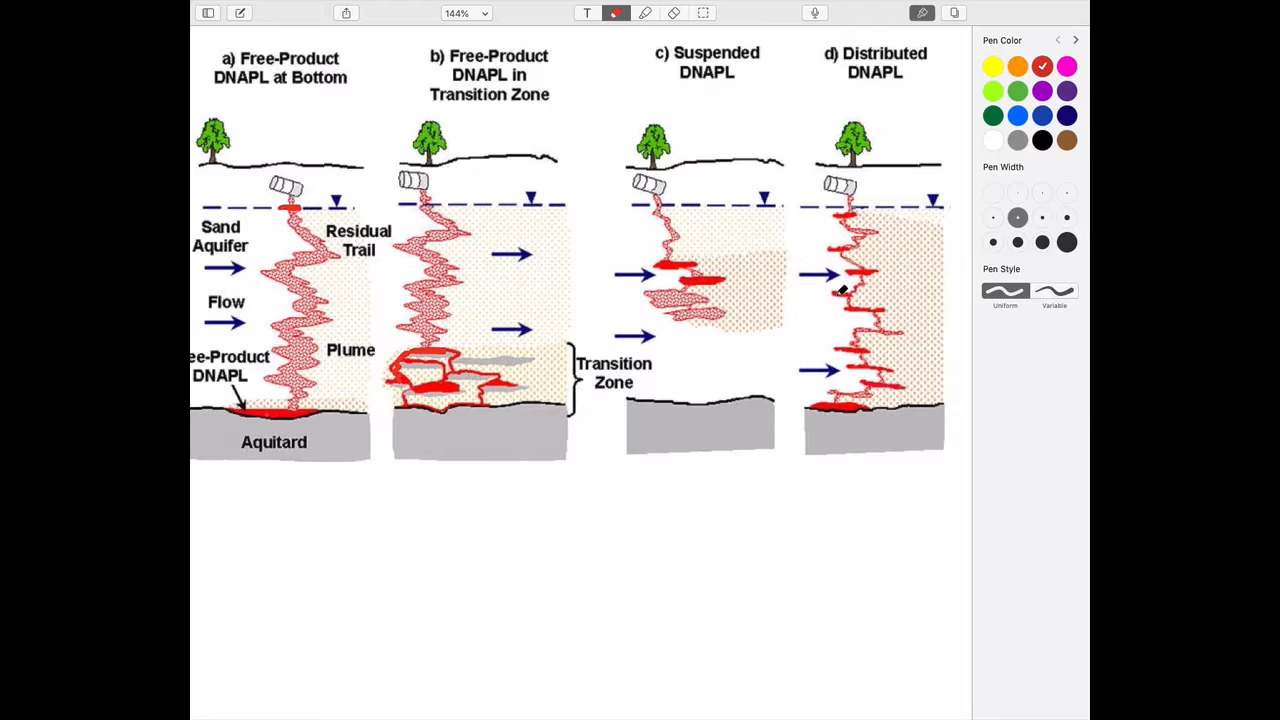 144%
T
Pen Color
a) Free-Product
DNAPL at Bottom
b) Free-Product
DNAPL in
Transition Zone
c) Suspended
DNAPL
d) Distributed
DNAPL
Pen Width
Sand
Aquifer
Residual
Trail
Flow
Plume
ee-Product
DNAPL
Transition
Zone
Aquitard
Pen Style
Uniform
Variable